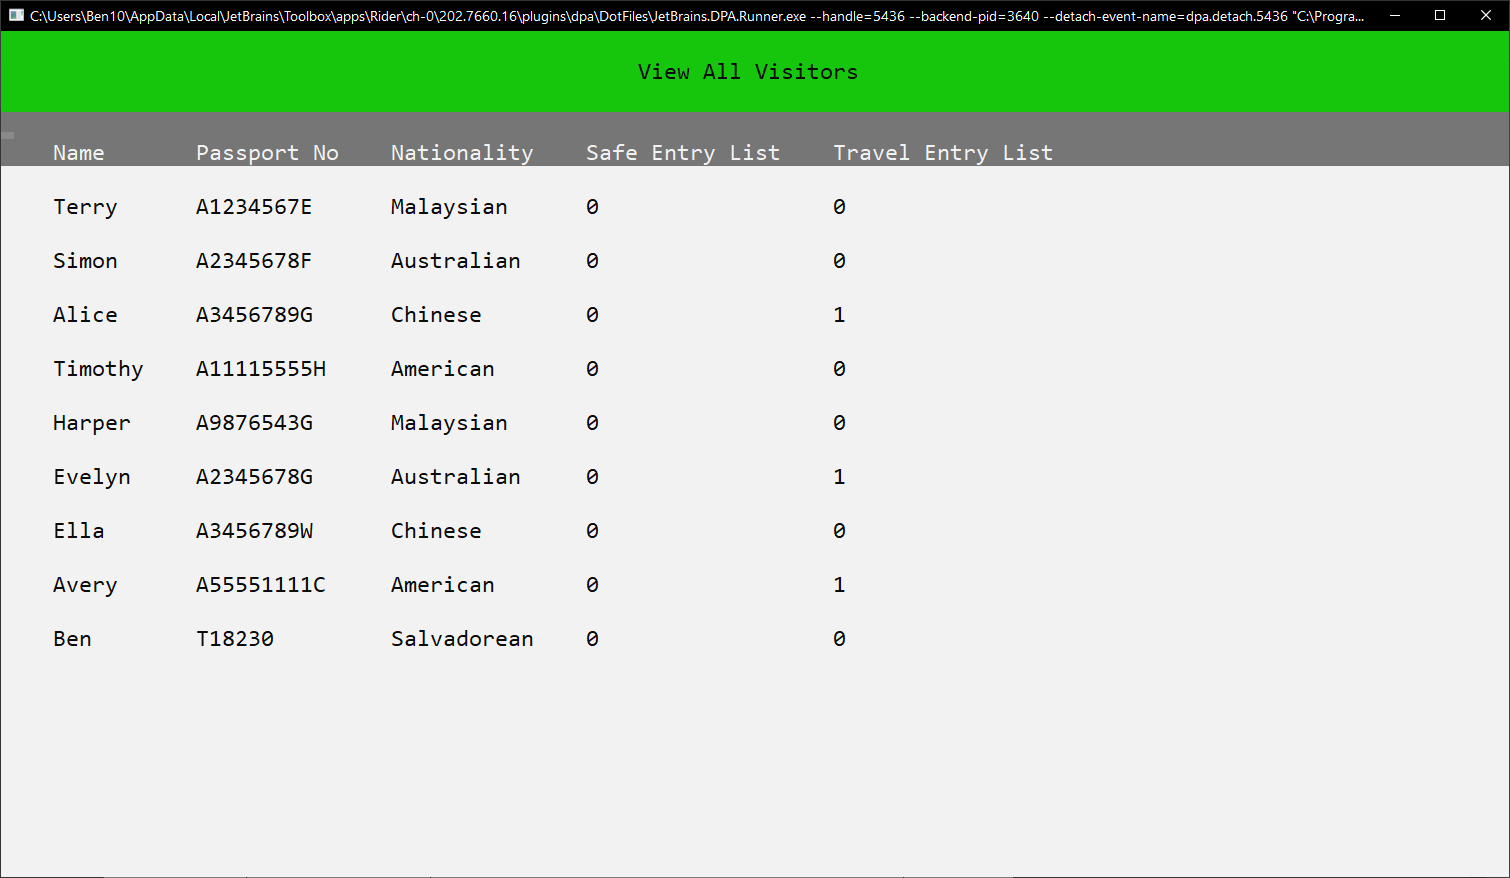 C:\Users\Ben10\AppData\Local\JetBrains\Toolbox\apps\Rider\ch-0\202.7660.16\plugins\dpa\DotFiles\JetBrains.DPA.Runner.exe --handle=5436 --backend-pid=3640 --detach-event-name=dpa.detach.5436 "C:\Progra...
View All Visitors
Name Passport No Nationality Safe Entry List Travel Entry List
Terry A1234567E Malaysian 0 0
Simon A2345678F Australian 0 0
Alice A3456789G Chinese 0 1
Timothy A11115555H American 0 0
Harper A9876543G Malaysian 0 0
Evelyn A2345678G Australian 0 1
Ella A3456789W Chinese 0 0
Avery A55551111C American 0 1
Ben T18230 Salvadorean 0 0